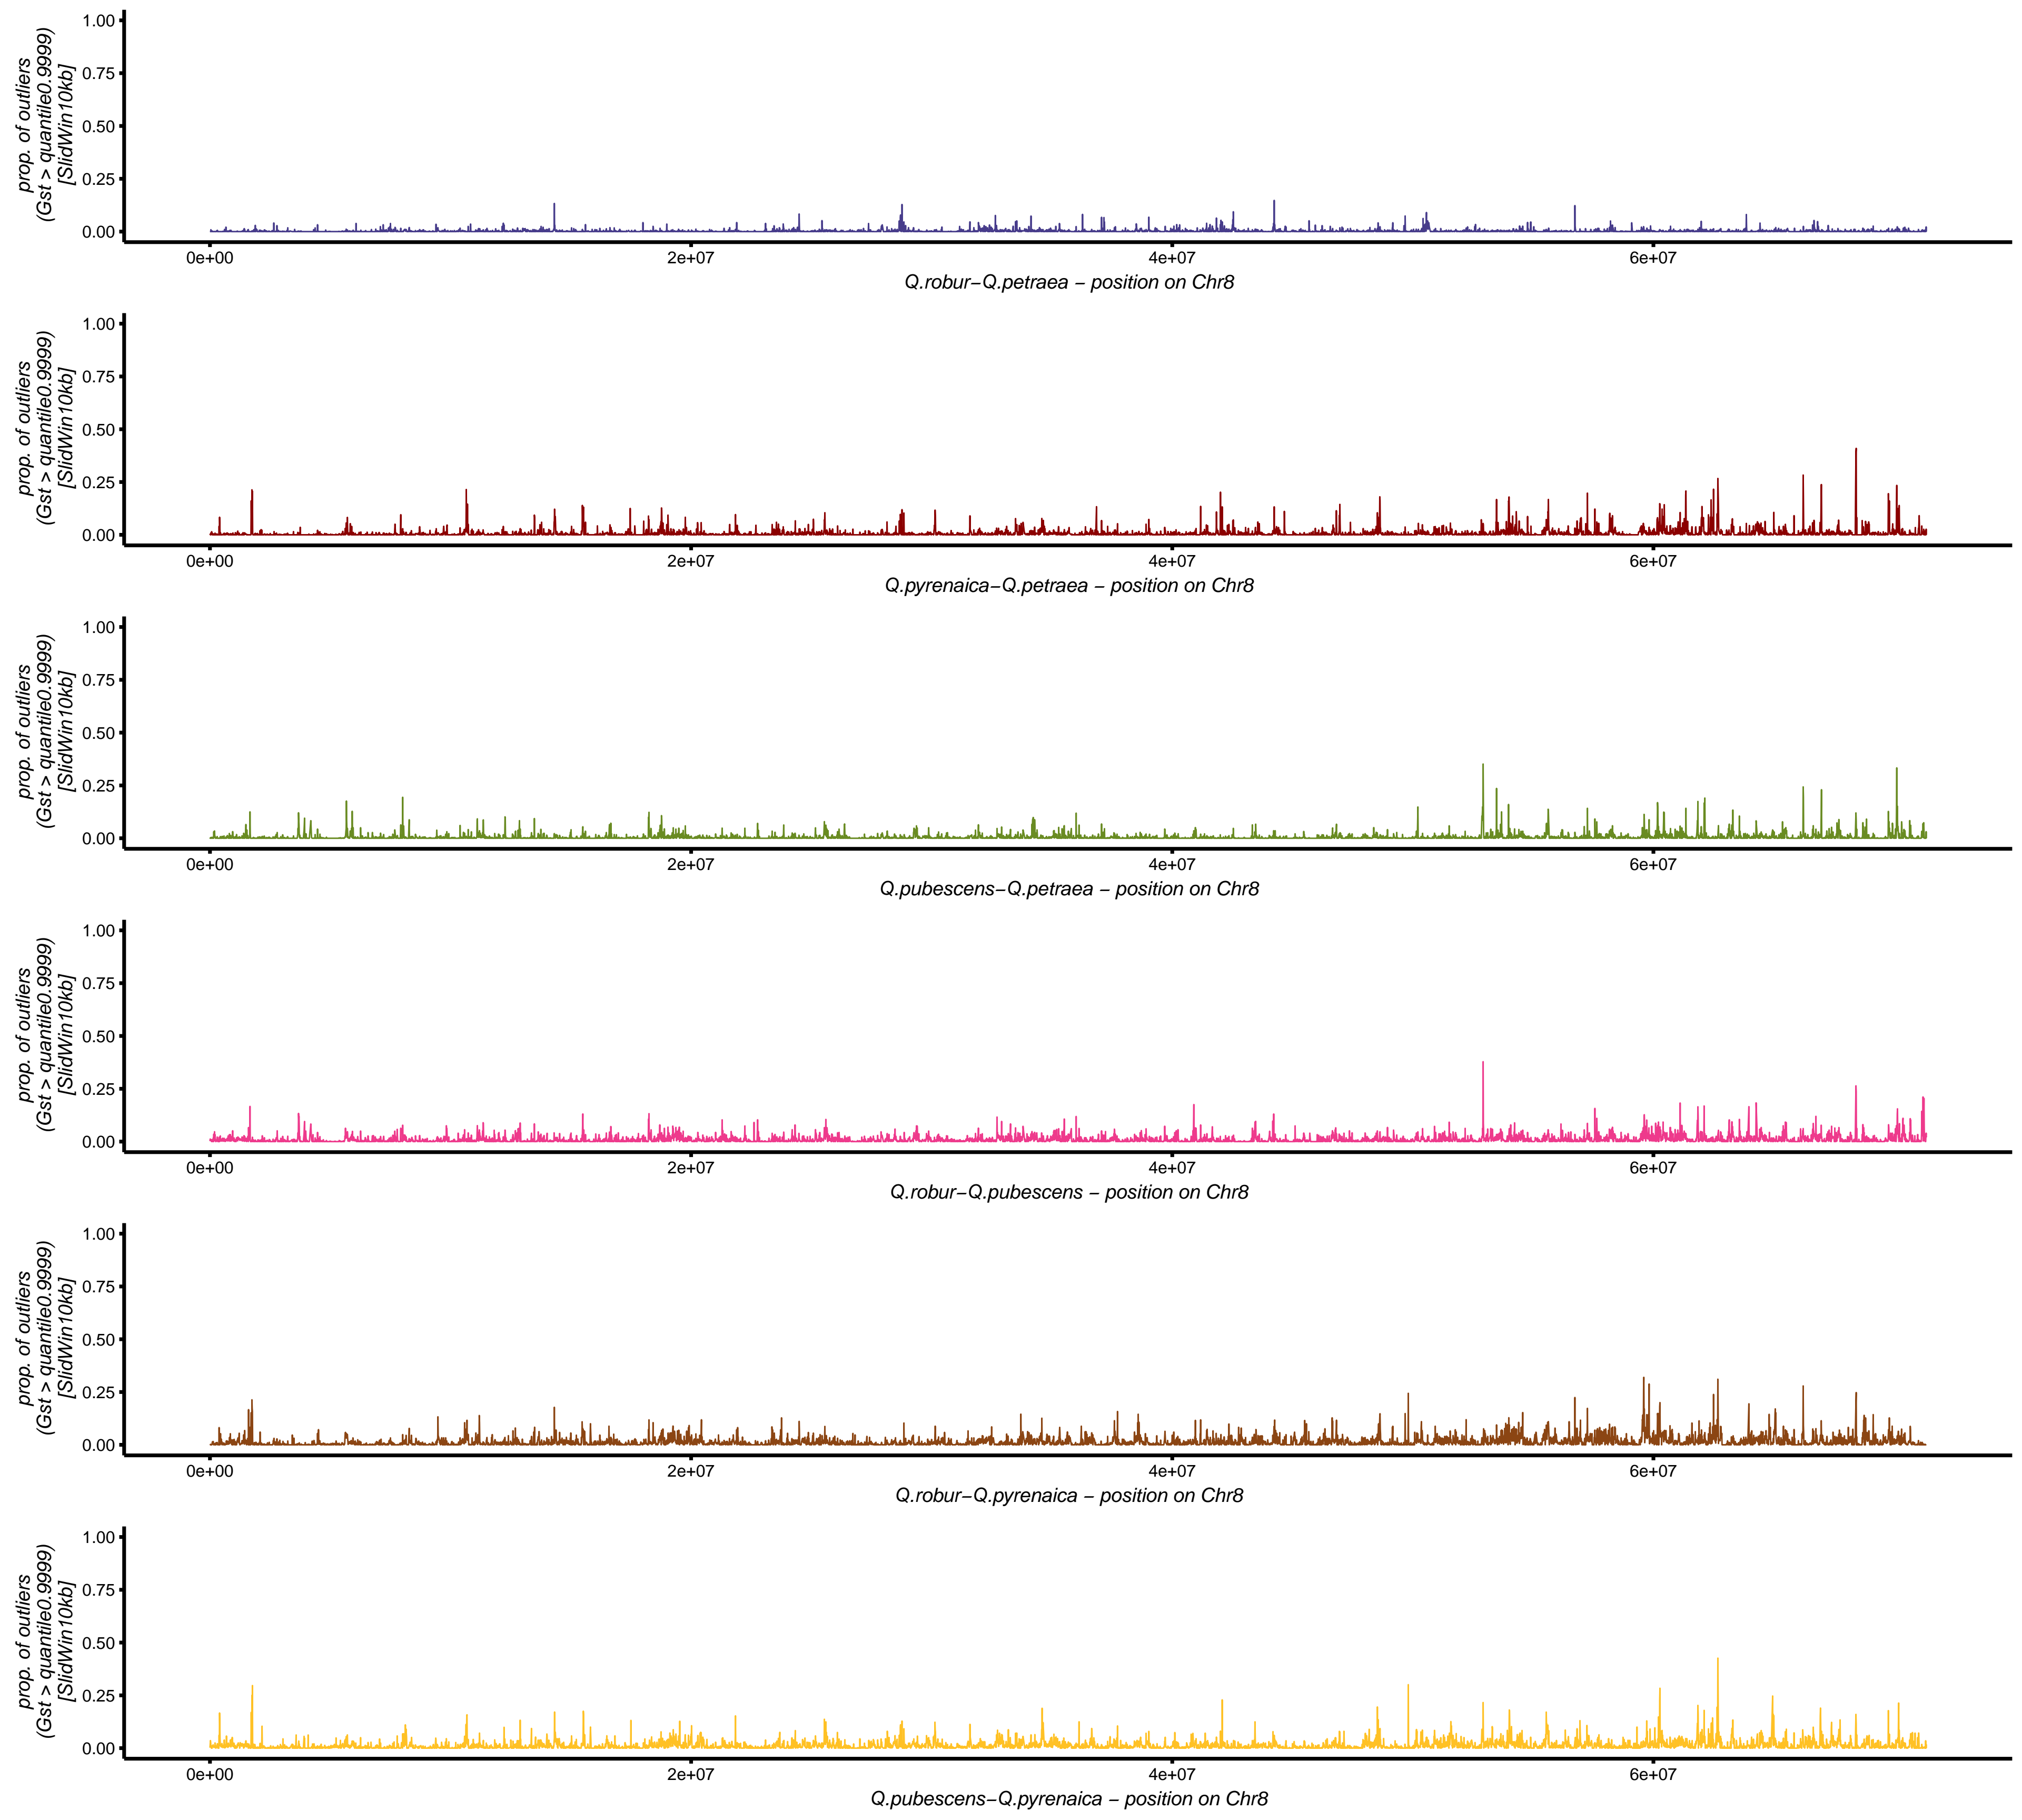 prop. of outliers
(Gst > quantile0.9999)
[SlidWin10kb]
1.00
0.75
0.50
0.25
0.00
0e+00 2e+07 4e+07 6e+07
Q.robur−Q.petraea − position on Chr8
prop. of outliers
(Gst > quantile0.9999)
[SlidWin10kb]
1.00
0.75
0.50
0.25
0.00
0e+00 2e+07 4e+07 6e+07
Q.pyrenaica−Q.petraea − position on Chr8
prop. of outliers
(Gst > quantile0.9999)
[SlidWin10kb]
1.00
0.75
0.50
0.25
0.00
0e+00 2e+07 4e+07 6e+07
Q.pubescens−Q.petraea − position on Chr8
prop. of outliers
(Gst > quantile0.9999)
[SlidWin10kb]
1.00
0.75
0.50
0.25
0.00
0e+00 2e+07 4e+07 6e+07
Q.robur−Q.pubescens − position on Chr8
prop. of outliers
(Gst > quantile0.9999)
[SlidWin10kb]
1.00
0.75
0.50
0.25
0.00
0e+00 2e+07 4e+07 6e+07
Q.robur−Q.pyrenaica − position on Chr8
prop. of outliers
(Gst > quantile0.9999)
[SlidWin10kb]
1.00
0.75
0.50
0.25
0.00
0e+00 2e+07 4e+07 6e+07
Q.pubescens−Q.pyrenaica − position on Chr8